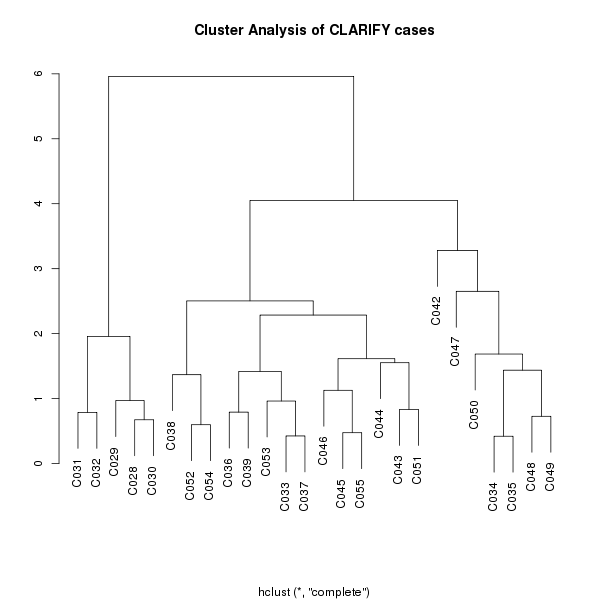 Cluster Analysis of CLARIFY cases
6
5
4
3
2
1
0
C031
C032
C029
C028
C030
C038
C052
C054
C036
C039
C053
C033
C037
C046
C045
C055
C044
C043
C051
C042
C047
C050
C034
C035
C048
C049
hclust (*, "complete")